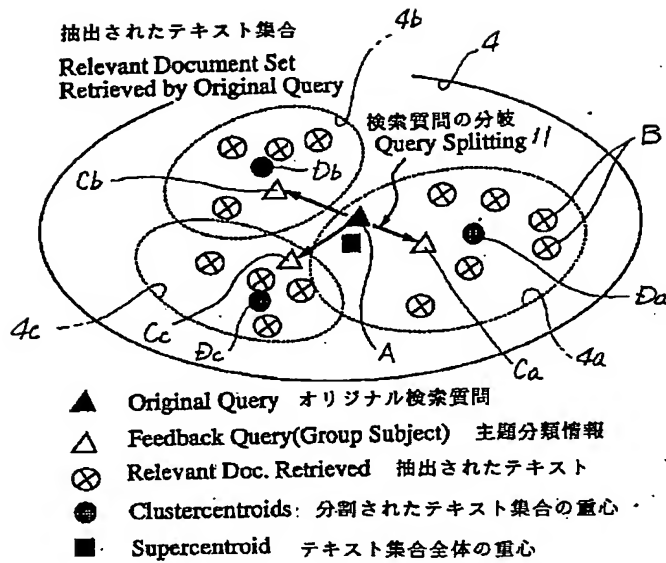 抽出されたテキスト集合
Relevant Document Set
Retrieved by Original Query
4b
4
検索質問の分岐
Query Splitting 11
B
Db
Cb
Da
4c
Cc
Dc
A
Ca
4a
▲ Original Query オリジナル検索質問
△ Feedback Query(Group Subject) 主題分類情報
⊗ Relevant Doc. Retrieved 抽出されたテキスト
● Clustercentroids: 分割されたテキスト集合の重心
■ Supercentroid テキスト集合全体の重心